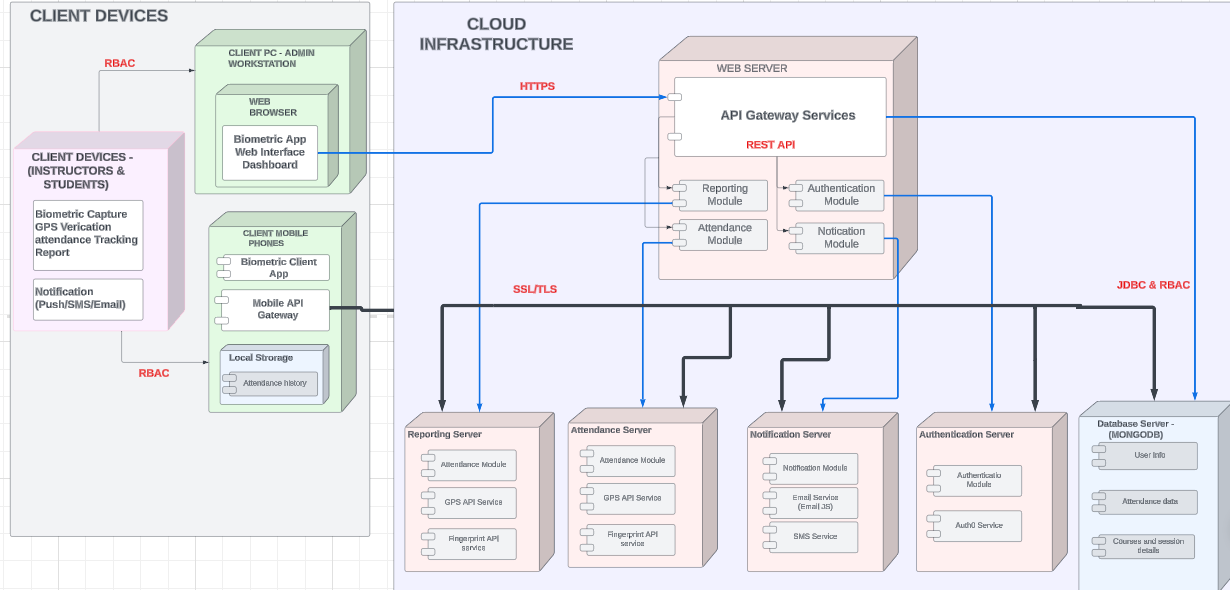 CLIENT DEVICES
RBAC
CLIENT PC - ADMIN
WORKSTATION
WEB
BROWSER
Biometric App
Web Interface
Dashboard
CLIENT DEVICES -
(INSTRUCTORS &
STUDENTS)
Biometric Capture
GPS Verication
attendance Tracking
Report
Notification
(Push/SMS/Email)
RBAC
CLIENT MOBILE
PHONES
Biometric Client
App
Mobile API
Gateway
Local Strorage
Attendance history
CLOUD
INFRASTRUCTURE
HTTPS
WEB SERVER
API Gateway Services
REST API
Reporting
Module
Authentication
Module
Attendance
Module
Notication
Module
SSL/TLS
JDBC & RBAC
Reporting Server
Attendance Module
GPS API Service
Fingerprint API
service
Attendance Server
Attendance Module
GPS API Service
Fingerprint API
service
Notification Server
Notification Module
Email Service
(Email JS)
SMS Service
Authentication Server
Authenticatio
Module
Auth0 Service
Database Server -
(MONGODB)
User Info
Attendance data
Courses and session
details